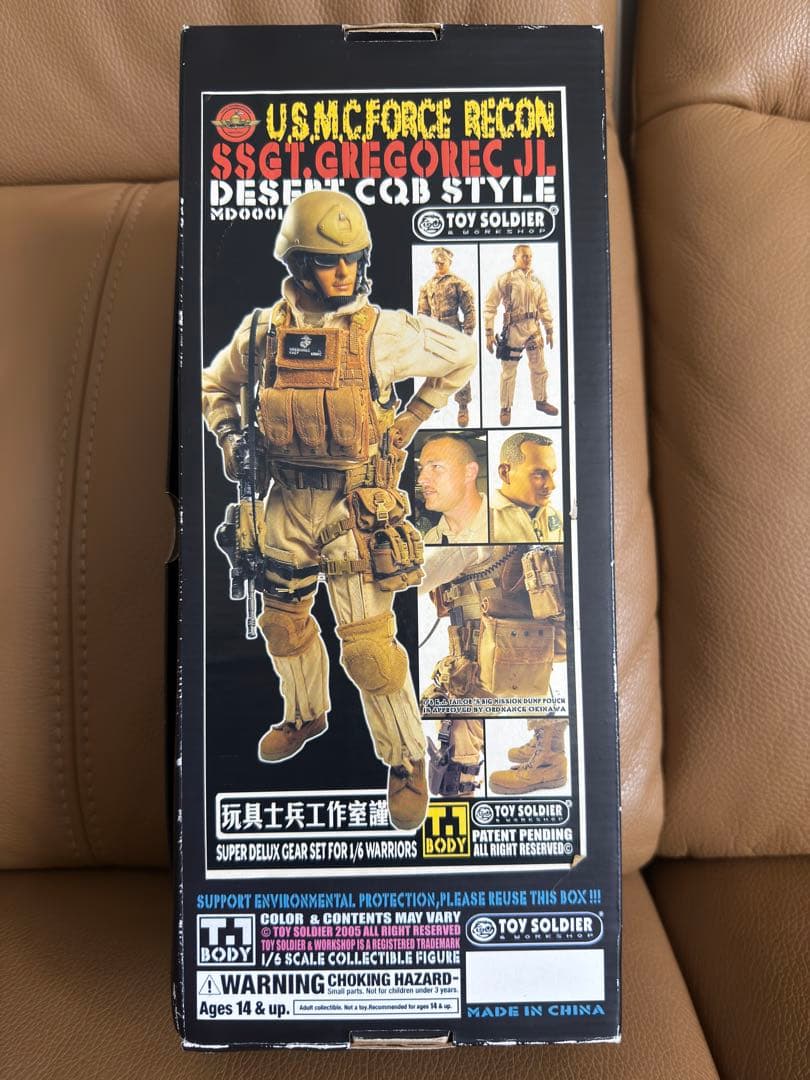 U.S.M.C.FORCE RECON
SSGT.GREGOREC JL
DESERT CQB STYLE
MD0001
TOY SOLDIER
& WORKSHOP
1/6 S.J. TAILOR'S BIG MISSION DUMP POUCH
IS APPROVED BY ORDNANCE OKINAWA
玩具士兵工作室謹
SUPER DELUX GEAR SET FOR 1/6 WARRIORS
T.1
BODY
TOY SOLDIER
& WORKSHOP
PATENT PENDING
ALL RIGHT RESERVED©
SUPPORT ENVIRONMENTAL PROTECTION,PLEASE REUSE THIS BOX !!!
T.1
BODY
COLOR & CONTENTS MAY VARY
© TOY SOLDIER 2005 ALL RIGHT RESERVED
TOY SOLDIER & WORKSHOP IS A REGISTERED TRADEMARK
1/6 SCALE COLLECTIBLE FIGURE
TOY SOLDIER
& WORKSHOP
WARNING CHOKING HAZARD-
Small parts. Not for children under 3 years.
Ages 14 & up.
Adult collectible. Not a toy.Recommended for ages 14 & up.
MADE IN CHINA